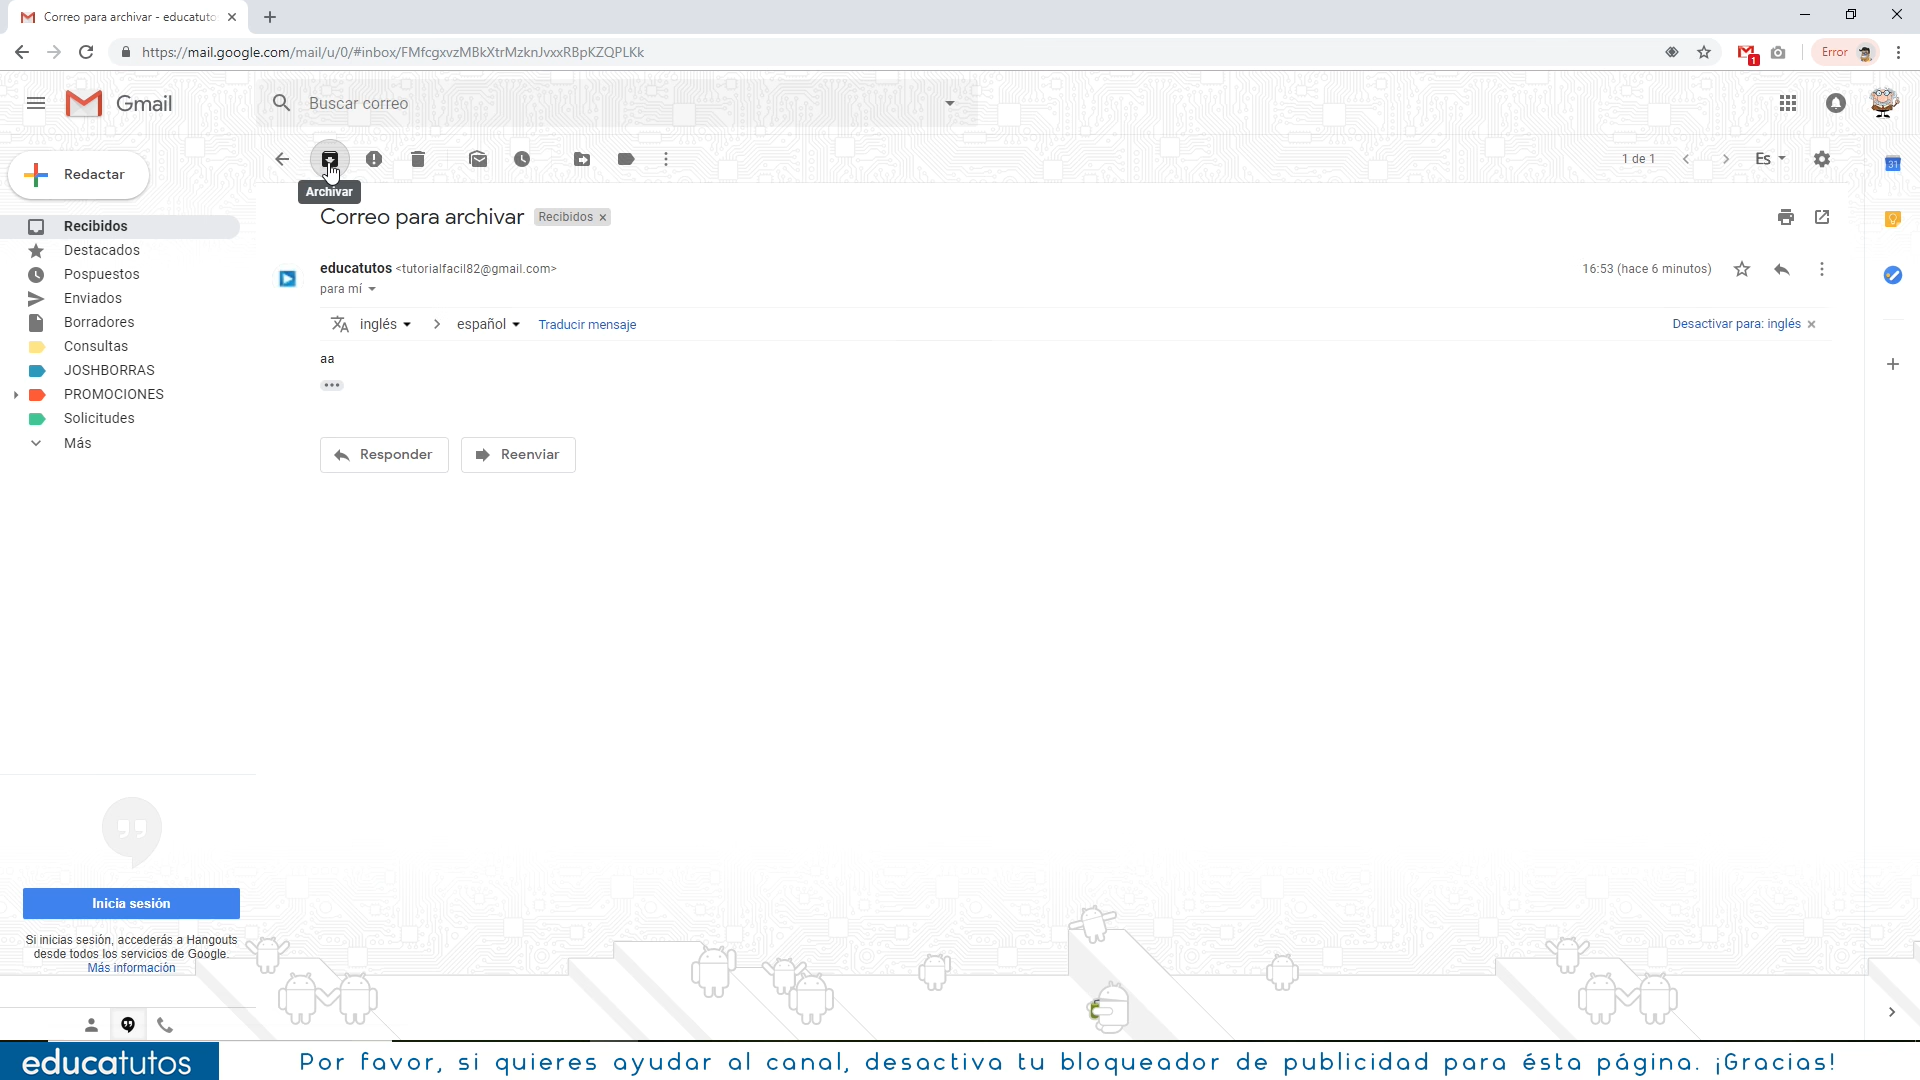 Correo para archivar - educatuto
https://mail.google.com/mail/u/0/#inbox/FMfcgxvzMBkXtrMzknJvxxRBpKZQPLKk
1
Error
Gmail
Buscar correo
Redactar
1 de 1
Es
31
Archivar
Correo para archivar
Recibidos ×
Recibidos
Destacados
Pospuestos
Enviados
Borradores
Consultas
JOSHBORRAS
PROMOCIONES
Solicitudes
Más
educatutos <tutorialfacil82@gmail.com>
16:53 (hace 6 minutos)
para mí
inglés > español Traducir mensaje
Desactivar para: inglés ×
aa
Responder
Reenviar
Inicia sesión
Si inicias sesión, accederás a Hangouts
desde todos los servicios de Google.
Más información
educatutos
Por favor, si quieres ayudar al canal, desactiva tu bloqueador de publicidad para ésta página. ¡Gracias!